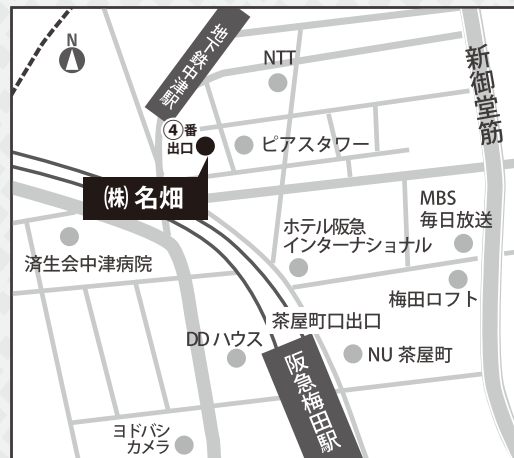 N
地下鉄中津駅
NTT
新御堂筋
④番
出口
ピアスタワー
㈱ 名畑
MBS
毎日放送
ホテル阪急
インターナショナル
済生会中津病院
梅田ロフト
茶屋町口出口
DD ハウス
NU 茶屋町
阪急梅田駅
ヨドバシ
カメラ